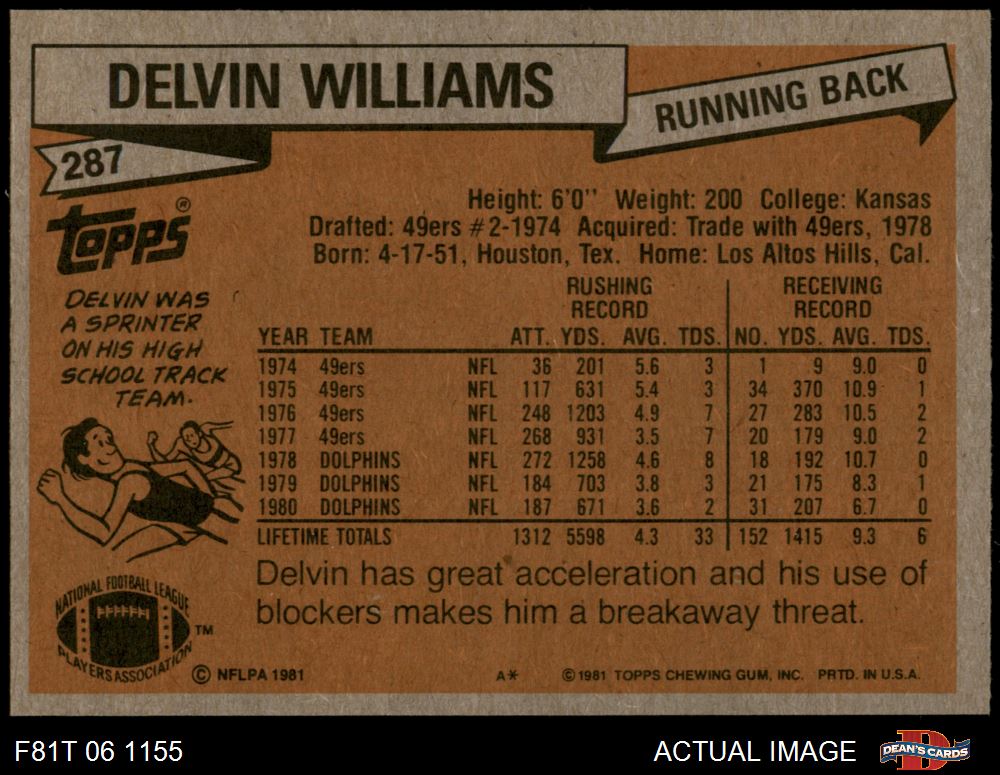 DELVIN WILLIAMS
RUNNING BACK
287
TOPPS®
Height: 6'0" Weight: 200 College: Kansas
Drafted: 49ers #2-1974 Acquired: Trade with 49ers, 1978
Born: 4-17-51, Houston, Tex. Home: Los Altos Hills, Cal.
DELVIN WAS
A SPRINTER
ON HIS HIGH
SCHOOL TRACK
TEAM.
RUSHING RECEIVING
RECORD RECORD
YEAR TEAM ATT. YDS. AVG. TDS. NO. YDS. AVG. TDS.
1974 49ers NFL 36 201 5.6 3 1 9 9.0 0
1975 49ers NFL 117 631 5.4 3 34 370 10.9 1
1976 49ers NFL 248 1203 4.9 7 27 283 10.5 2
1977 49ers NFL 268 931 3.5 7 20 179 9.0 2
1978 DOLPHINS NFL 272 1258 4.6 8 18 192 10.7 0
1979 DOLPHINS NFL 184 703 3.8 3 21 175 8.3 1
1980 DOLPHINS NFL 187 671 3.6 2 31 207 6.7 0
LIFETIME TOTALS 1312 5598 4.3 33 152 1415 9.3 6
Delvin has great acceleration and his use of
blockers makes him a breakaway threat.
NATIONAL FOOTBALL LEAGUE
PLAYERS ASSOCIATION
TM
© NFLPA 1981 A* © 1981 TOPPS CHEWING GUM, INC. PRTD. IN U.S.A.
F81T 06 1155 ACTUAL IMAGE DEAN'S CARDS